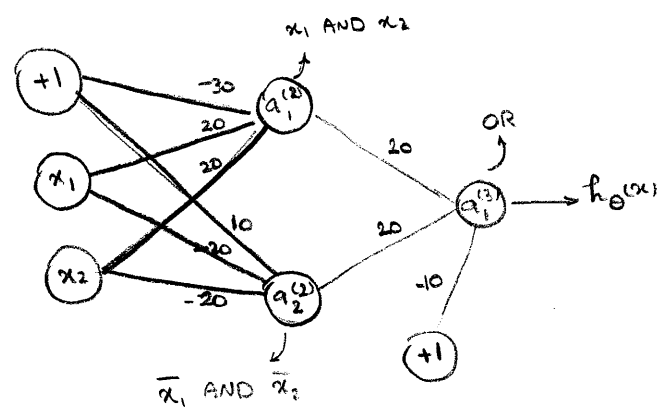 x₁ AND x₂
+1
-30
a₁⁽²⁾
20
OR
x₁
20
20
a₁⁽³⁾
h_Θ(x)
10
-20
20
x₂
-20
a₂⁽²⁾
-10
+1
x̅₁ AND x̅₂